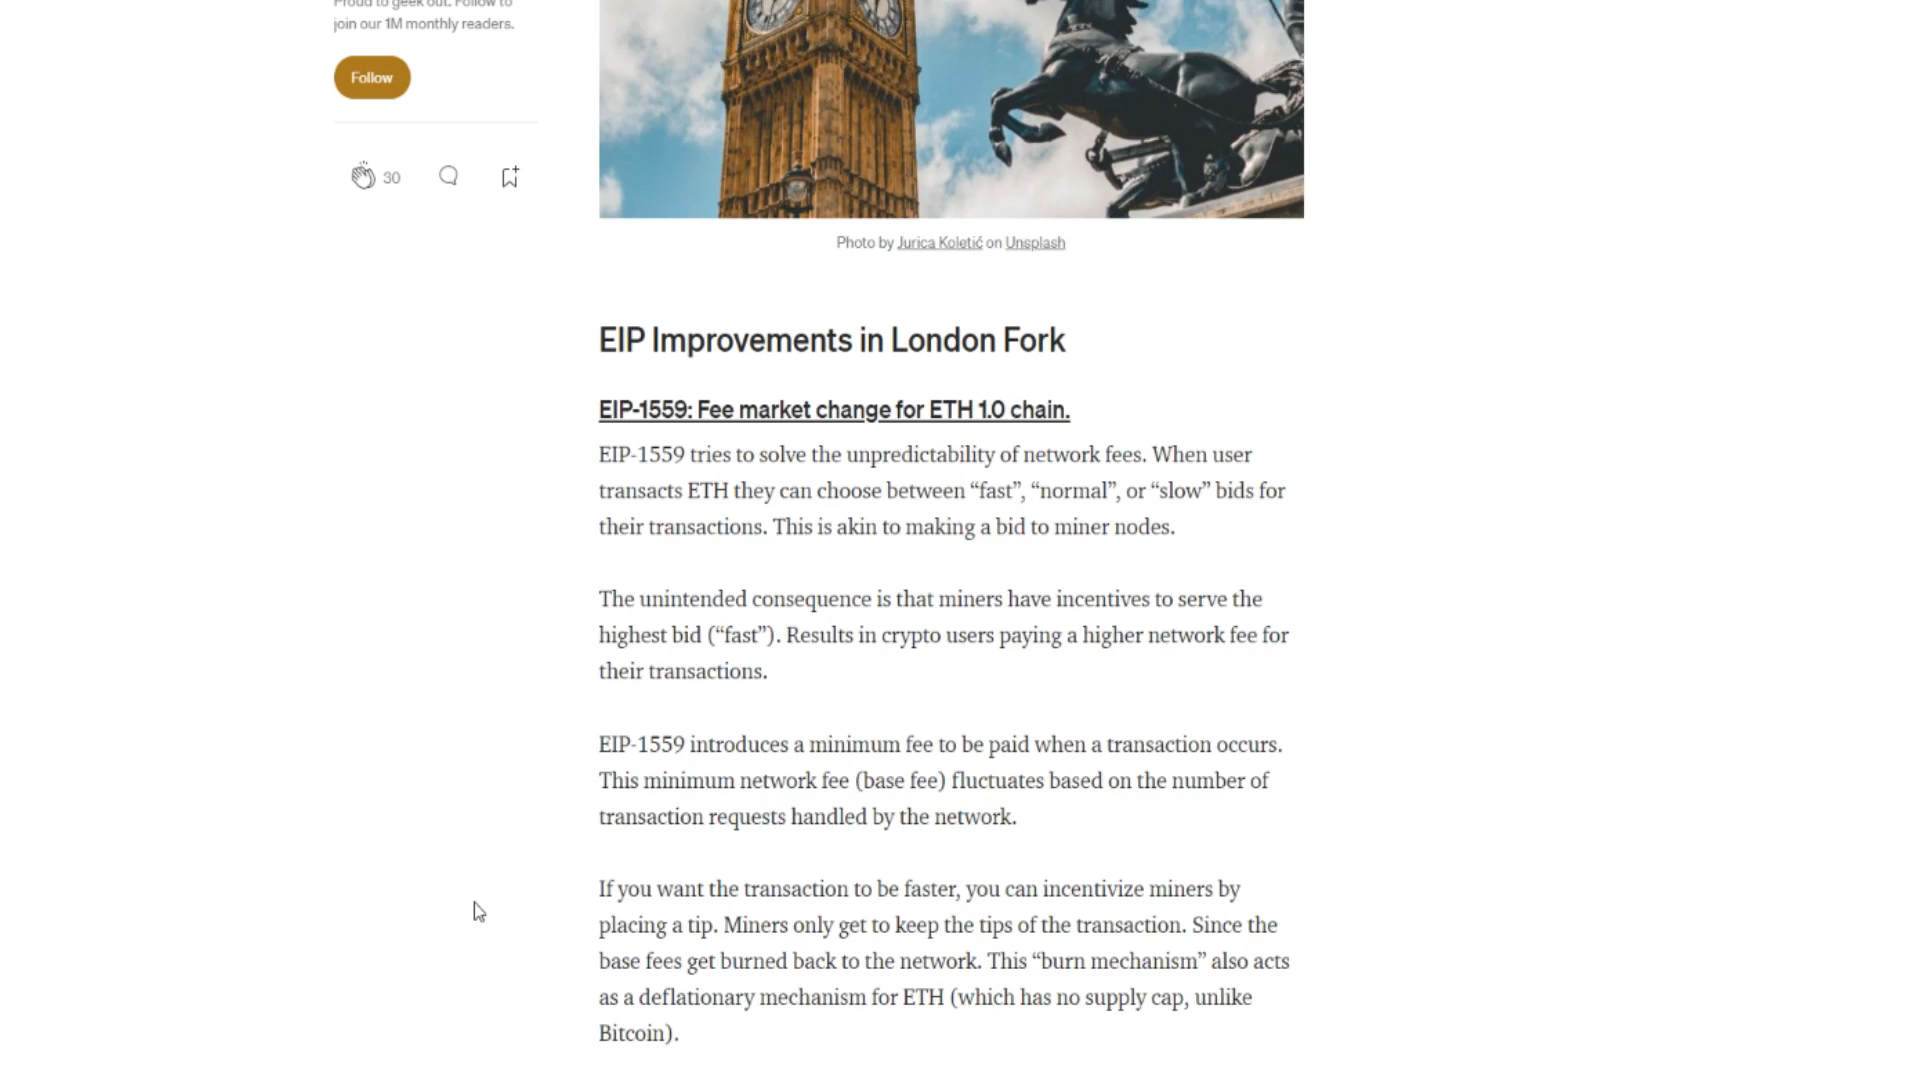 Proud to geek out. Follow to
join our 1M monthly readers.
Follow
30
Photo by Jurica Koletić on Unsplash
EIP Improvements in London Fork
EIP-1559: Fee market change for ETH 1.0 chain.
EIP-1559 tries to solve the unpredictability of network fees. When user
transacts ETH they can choose between “fast”, “normal”, or “slow” bids for
their transactions. This is akin to making a bid to miner nodes.
The unintended consequence is that miners have incentives to serve the
highest bid (“fast”). Results in crypto users paying a higher network fee for
their transactions.
EIP-1559 introduces a minimum fee to be paid when a transaction occurs.
This minimum network fee (base fee) fluctuates based on the number of
transaction requests handled by the network.
If you want the transaction to be faster, you can incentivize miners by
placing a tip. Miners only get to keep the tips of the transaction. Since the
base fees get burned back to the network. This “burn mechanism” also acts
as a deflationary mechanism for ETH (which has no supply cap, unlike
Bitcoin).